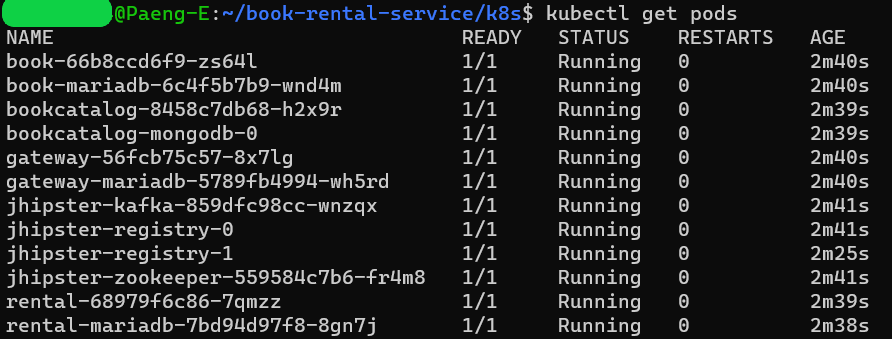 @Paeng-E:~/book-rental-service/k8s$ kubectl get pods
NAME READY STATUS RESTARTS AGE
book-66b8ccd6f9-zs64l 1/1 Running 0 2m40s
book-mariadb-6c4f5b7b9-wnd4m 1/1 Running 0 2m40s
bookcatalog-8458c7db68-h2x9r 1/1 Running 0 2m39s
bookcatalog-mongodb-0 1/1 Running 0 2m39s
gateway-56fcb75c57-8x7lg 1/1 Running 0 2m40s
gateway-mariadb-5789fb4994-wh5rd 1/1 Running 0 2m40s
jhipster-kafka-859dfc98cc-wnzqx 1/1 Running 0 2m41s
jhipster-registry-0 1/1 Running 0 2m41s
jhipster-registry-1 1/1 Running 0 2m25s
jhipster-zookeeper-559584c7b6-fr4m8 1/1 Running 0 2m41s
rental-68979f6c86-7qmzz 1/1 Running 0 2m39s
rental-mariadb-7bd94d97f8-8gn7j 1/1 Running 0 2m38s